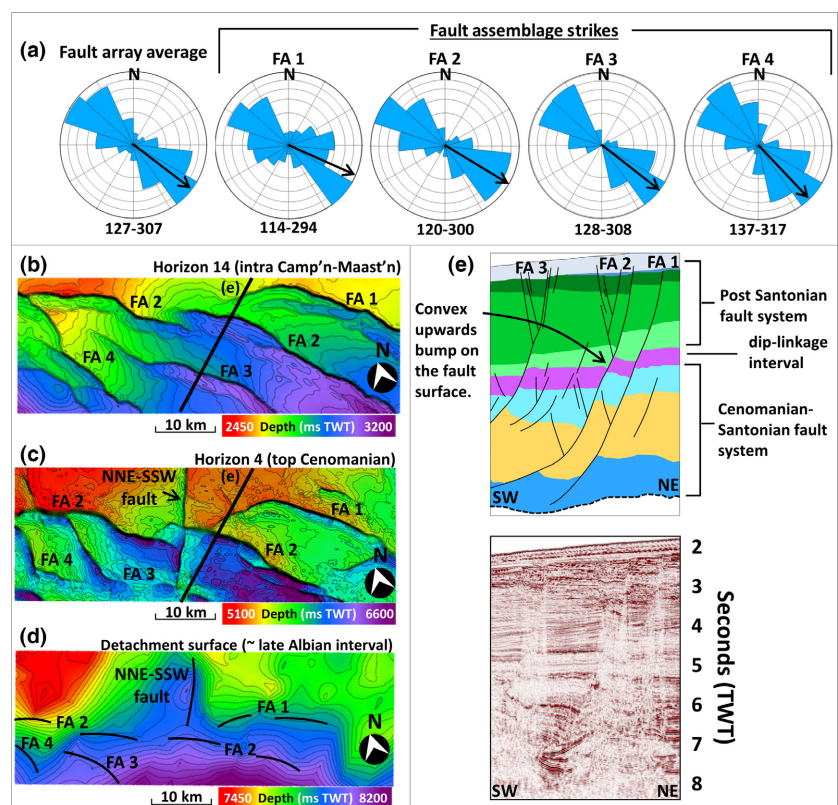 (a)
Fault array average
Fault assemblage strikes
FA 1
FA 2
FA 3
FA 4
N
N
N
N
N
127-307
114-294
120-300
128-308
137-317
(b)
Horizon 14 (intra Camp'n-Maast'n)
(e)
FA 1
FA 2
FA 2
FA 3
FA 4
N
10 km
2450 Depth (ms TWT) 3200
(c)
Horizon 4 (top Cenomanian)
NNE-SSW
fault
(e)
FA 2
FA 1
FA 4
FA 3
FA 2
N
10 km
5100 Depth (ms TWT) 6600
(d)
Detachment surface (~ late Albian interval)
NNE-SSW
fault
FA 2
FA 1
FA 4
FA 3
FA 2
N
10 km
7450 Depth (ms TWT) 8200
(e)
FA 3
FA 2
FA 1
Convex
upwards
bump on
the fault
surface.
Post Santonian
fault system
dip-linkage
interval
Cenomanian-
Santonian fault
system
SW
NE
2
3
4
5
6
7
8
Seconds (TWT)
SW
NE